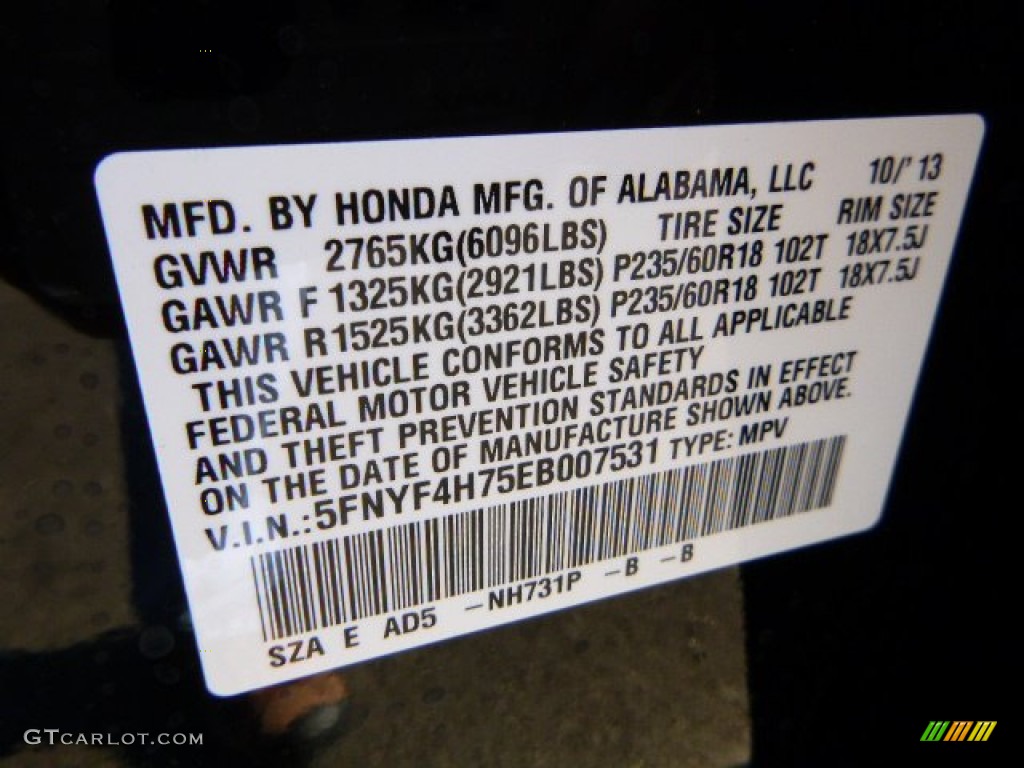 MFD. BY HONDA MFG. OF ALABAMA, LLC 10/'13
GVWR 2765KG(6096LBS) TIRE SIZE RIM SIZE
GAWR F 1325KG(2921LBS) P235/60R18 102T 18X7.5J
GAWR R 1525KG(3362LBS) P235/60R18 102T 18X7.5J
THIS VEHICLE CONFORMS TO ALL APPLICABLE
FEDERAL MOTOR VEHICLE SAFETY
AND THEFT PREVENTION STANDARDS IN EFFECT
ON THE DATE OF MANUFACTURE SHOWN ABOVE.
V.I.N.:5FNYF4H75EB007531 TYPE: MPV
SZA E AD5 -NH731P -B -B
GTCARLOT.COM